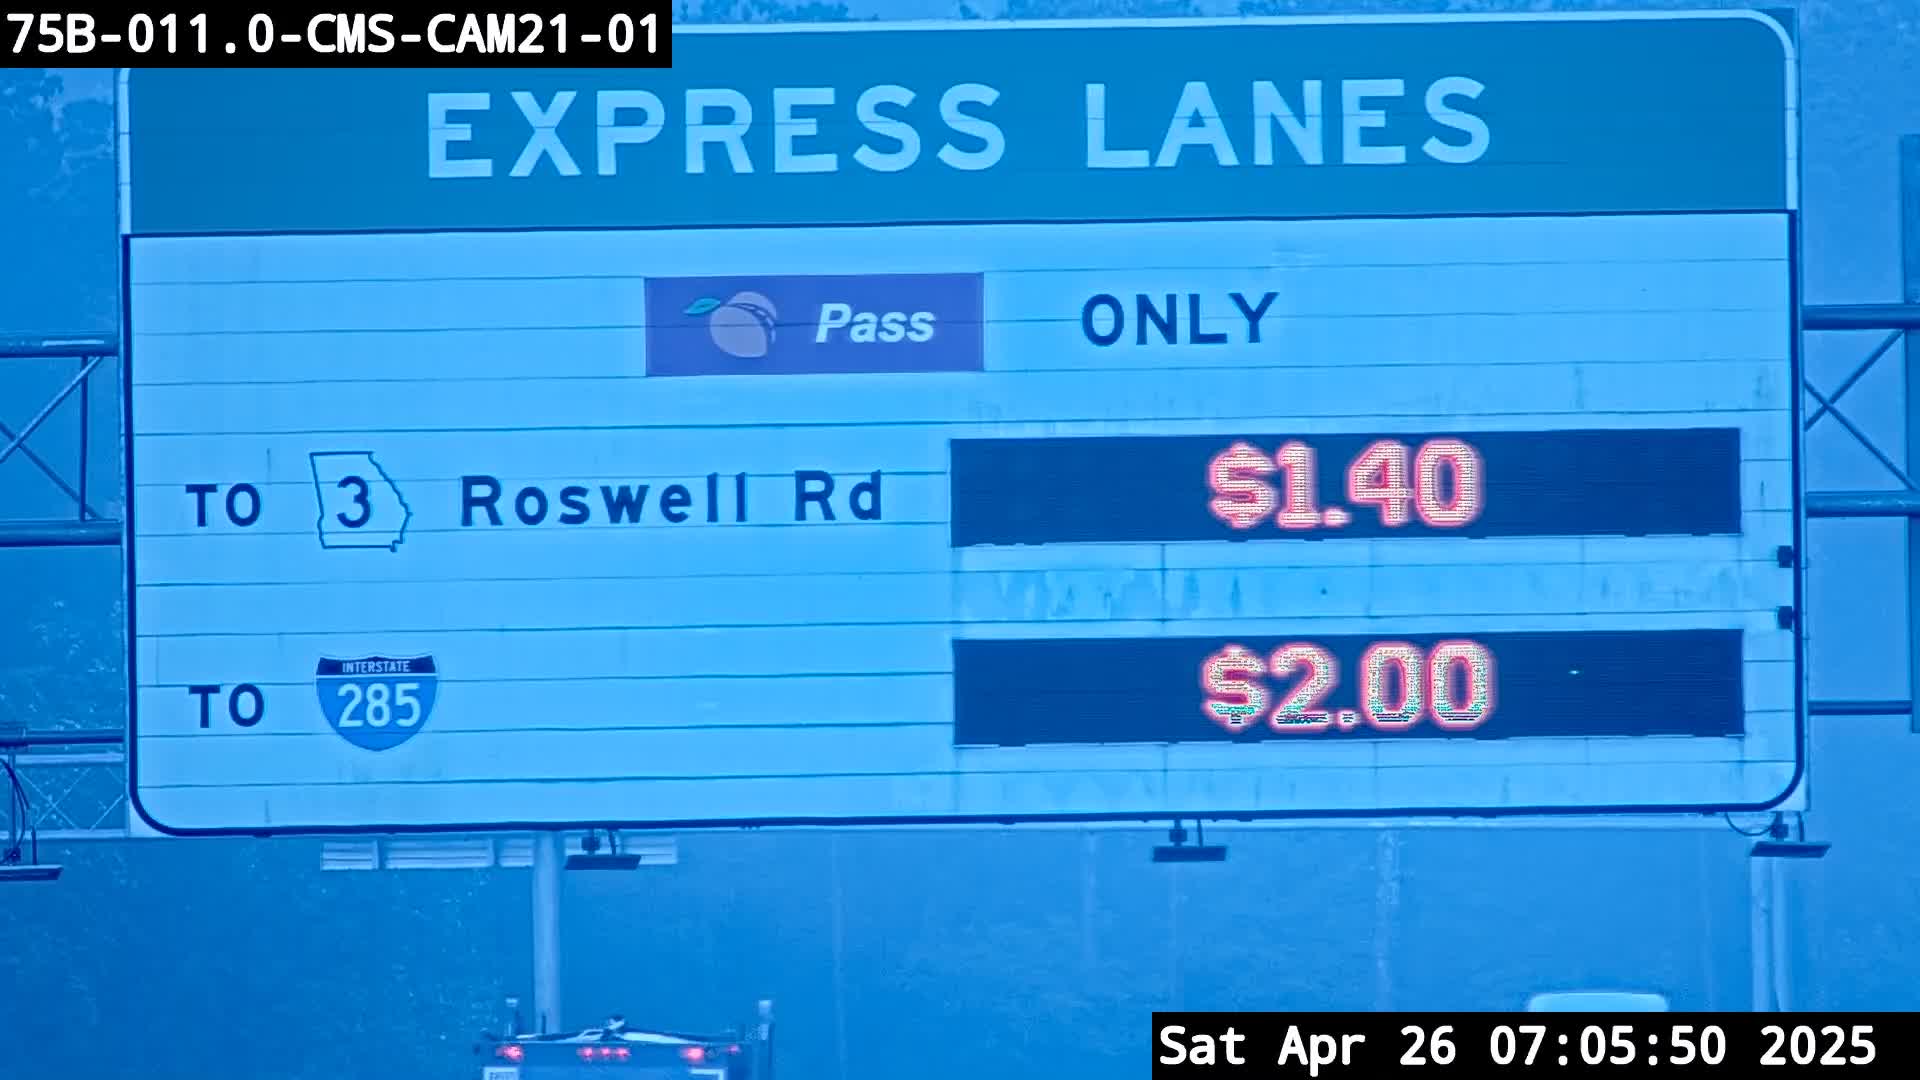 75B-011.0-CMS-CAM21-01
EXPRESS LANES
Pass ONLY
TO 3 Roswell Rd $1.40
INTERSTATE
TO 285 $2.00
Sat Apr 26 07:05:50 2025